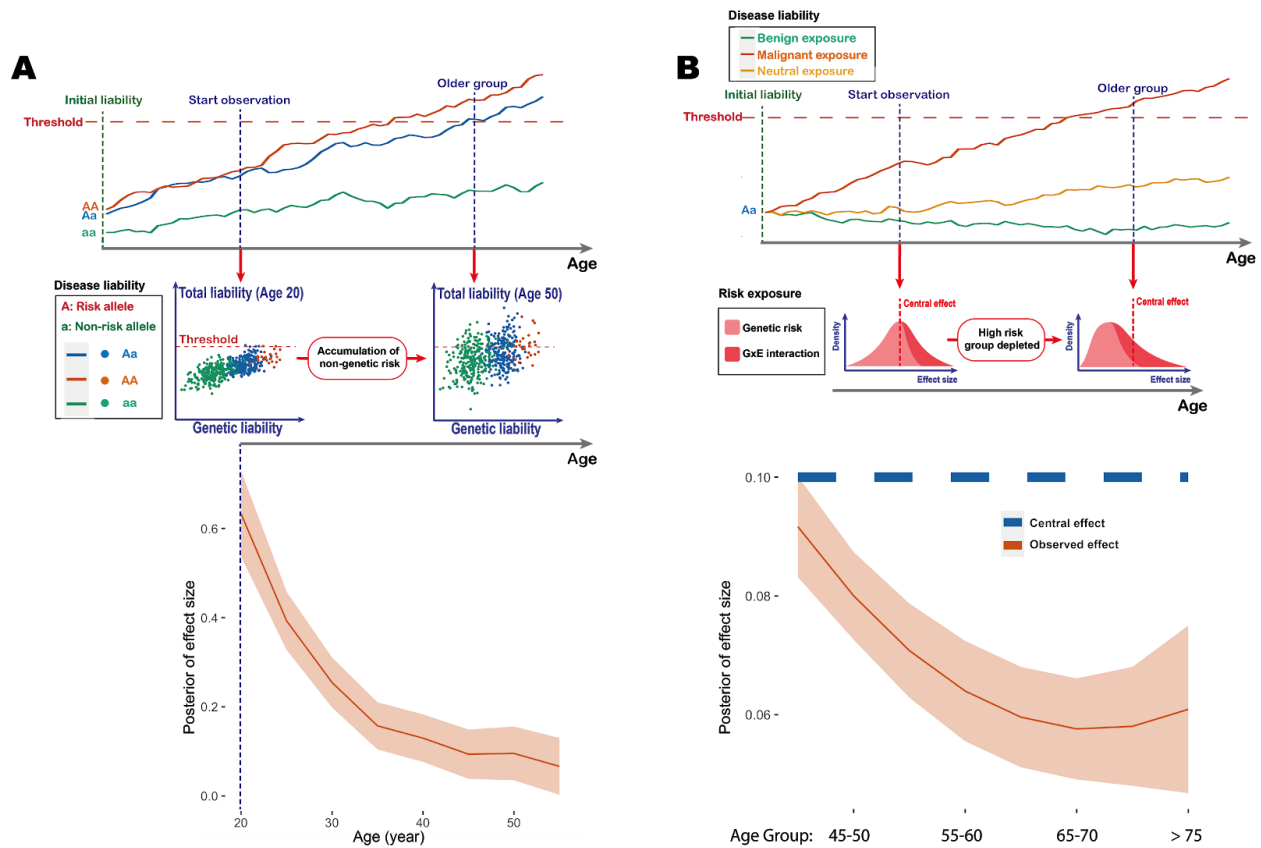 A
Older group
Initial liability
Start observation
Threshold
AA
Aa
aa
Age
Disease liability
A: Risk allele
a: Non-risk allele
Aa
AA
aa
Total liability (Age 20)
Threshold
Genetic liability
Accumulation of
non-genetic risk
Total liability (Age 50)
Genetic liability
Age
Posterior of effect size
0.6
0.4
0.2
0.0
20
30
40
50
Age (year)
B
Disease liability
Benign exposure
Malignant exposure
Neutral exposure
Initial liability
Start observation
Older group
Threshold
Aa
Age
Risk exposure
Genetic risk
GxE interaction
Central effect
Density
Effect size
High risk
group depleted
Central effect
Density
Effect size
Age
Posterior of effect size
0.10
0.08
0.06
Central effect
Observed effect
Age Group: 45-50 55-60 65-70 > 75